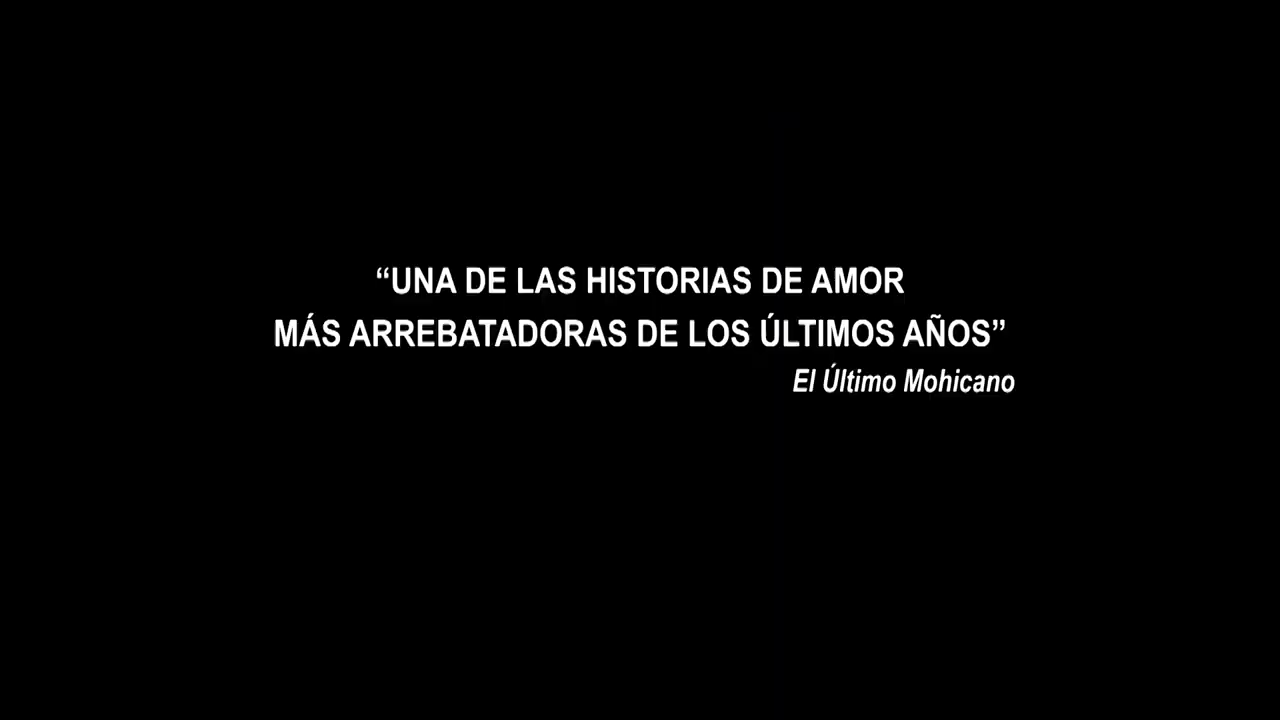 “UNA DE LAS HISTORIAS DE AMOR
MÁS ARREBATADORAS DE LOS ÚLTIMOS AÑOS”
El Último Mohicano